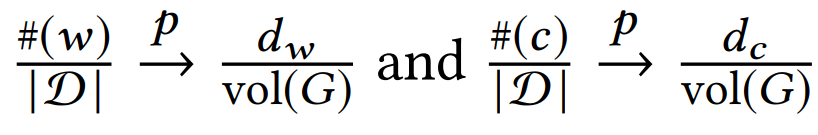 #(w)/|𝒟| →^p d_w/vol(G) and #(c)/|𝒟| →^p d_c/vol(G)